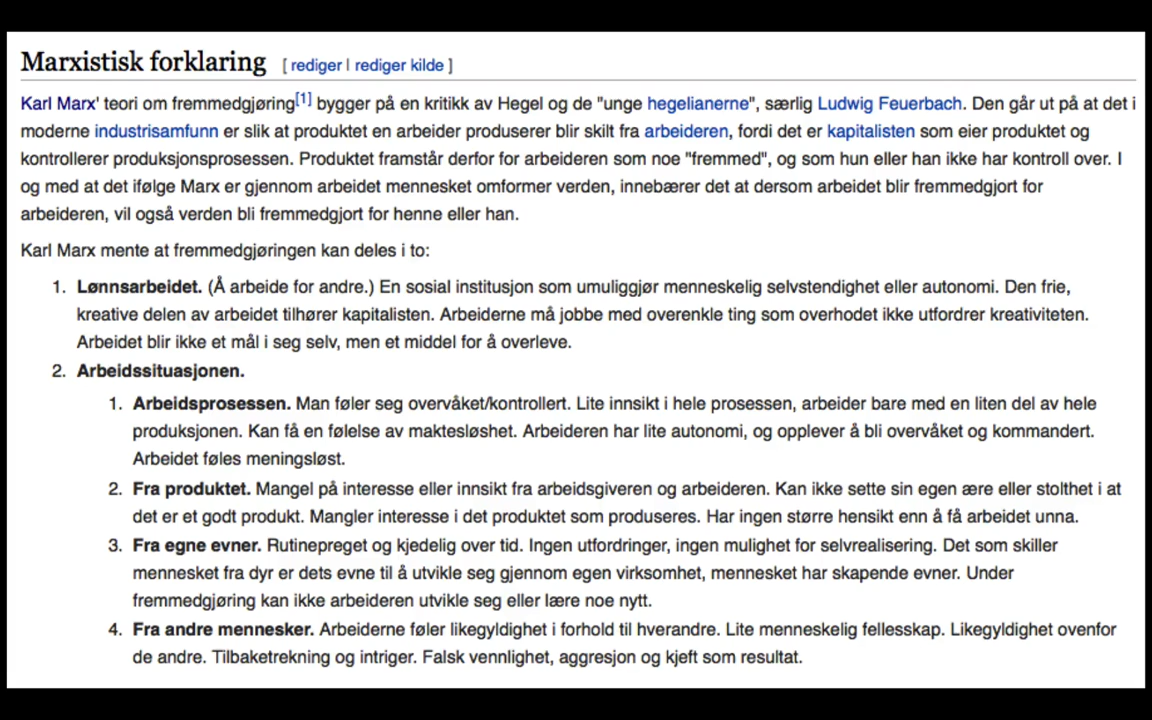 Marxistisk forklaring [ rediger | rediger kilde ]
Karl Marx' teori om fremmedgjøring[1] bygger på en kritikk av Hegel og de "unge hegelianerne", særlig Ludwig Feuerbach. Den går ut på at det i
moderne industrisamfunn er slik at produktet en arbeider produserer blir skilt fra arbeideren, fordi det er kapitalisten som eier produktet og
kontrollerer produksjonsprosessen. Produktet framstår derfor for arbeideren som noe "fremmed", og som hun eller han ikke har kontroll over. I
og med at det ifølge Marx er gjennom arbeidet mennesket omformer verden, innebærer det at dersom arbeidet blir fremmedgjort for
arbeideren, vil også verden bli fremmedgjort for henne eller han.
Karl Marx mente at fremmedgjøringen kan deles i to:
1. Lønnsarbeidet. (Å arbeide for andre.) En sosial institusjon som umuliggjør menneskelig selvstendighet eller autonomi. Den frie,
kreative delen av arbeidet tilhører kapitalisten. Arbeiderne må jobbe med overenkle ting som overhodet ikke utfordrer kreativiteten.
Arbeidet blir ikke et mål i seg selv, men et middel for å overleve.
2. Arbeidssituasjonen.
1. Arbeidsprosessen. Man føler seg overvåket/kontrollert. Lite innsikt i hele prosessen, arbeider bare med en liten del av hele
produksjonen. Kan få en følelse av maktesløshet. Arbeideren har lite autonomi, og opplever å bli overvåket og kommandert.
Arbeidet føles meningsløst.
2. Fra produktet. Mangel på interesse eller innsikt fra arbeidsgiveren og arbeideren. Kan ikke sette sin egen ære eller stolthet i at
det er et godt produkt. Mangler interesse i det produktet som produseres. Har ingen større hensikt enn å få arbeidet unna.
3. Fra egne evner. Rutinepreget og kjedelig over tid. Ingen utfordringer, ingen mulighet for selvrealisering. Det som skiller
mennesket fra dyr er dets evne til å utvikle seg gjennom egen virksomhet, mennesket har skapende evner. Under
fremmedgjøring kan ikke arbeideren utvikle seg eller lære noe nytt.
4. Fra andre mennesker. Arbeiderne føler likegyldighet i forhold til hverandre. Lite menneskelig fellesskap. Likegyldighet ovenfor
de andre. Tilbaketrekning og intriger. Falsk vennlighet, aggresjon og kjeft som resultat.